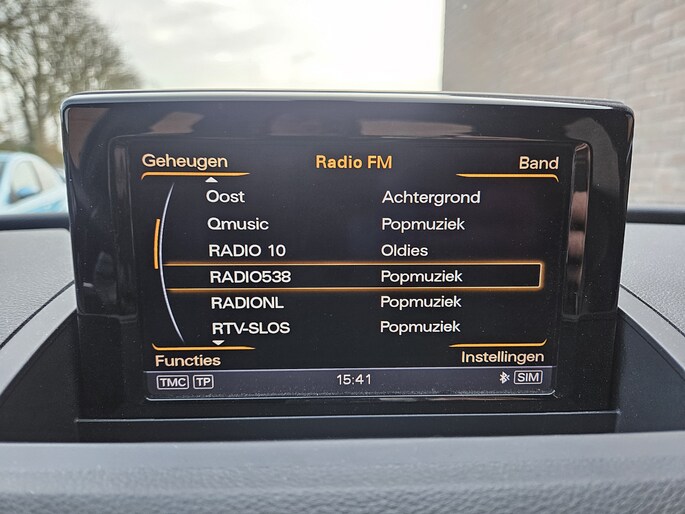 Geheugen Radio FM Band
Oost Achtergrond
Qmusic Popmuziek
RADIO 10 Oldies
RADIO538 Popmuziek
RADIONL Popmuziek
RTV-SLOS Popmuziek
Functies Instellingen
TMC TP 15:41 SIM